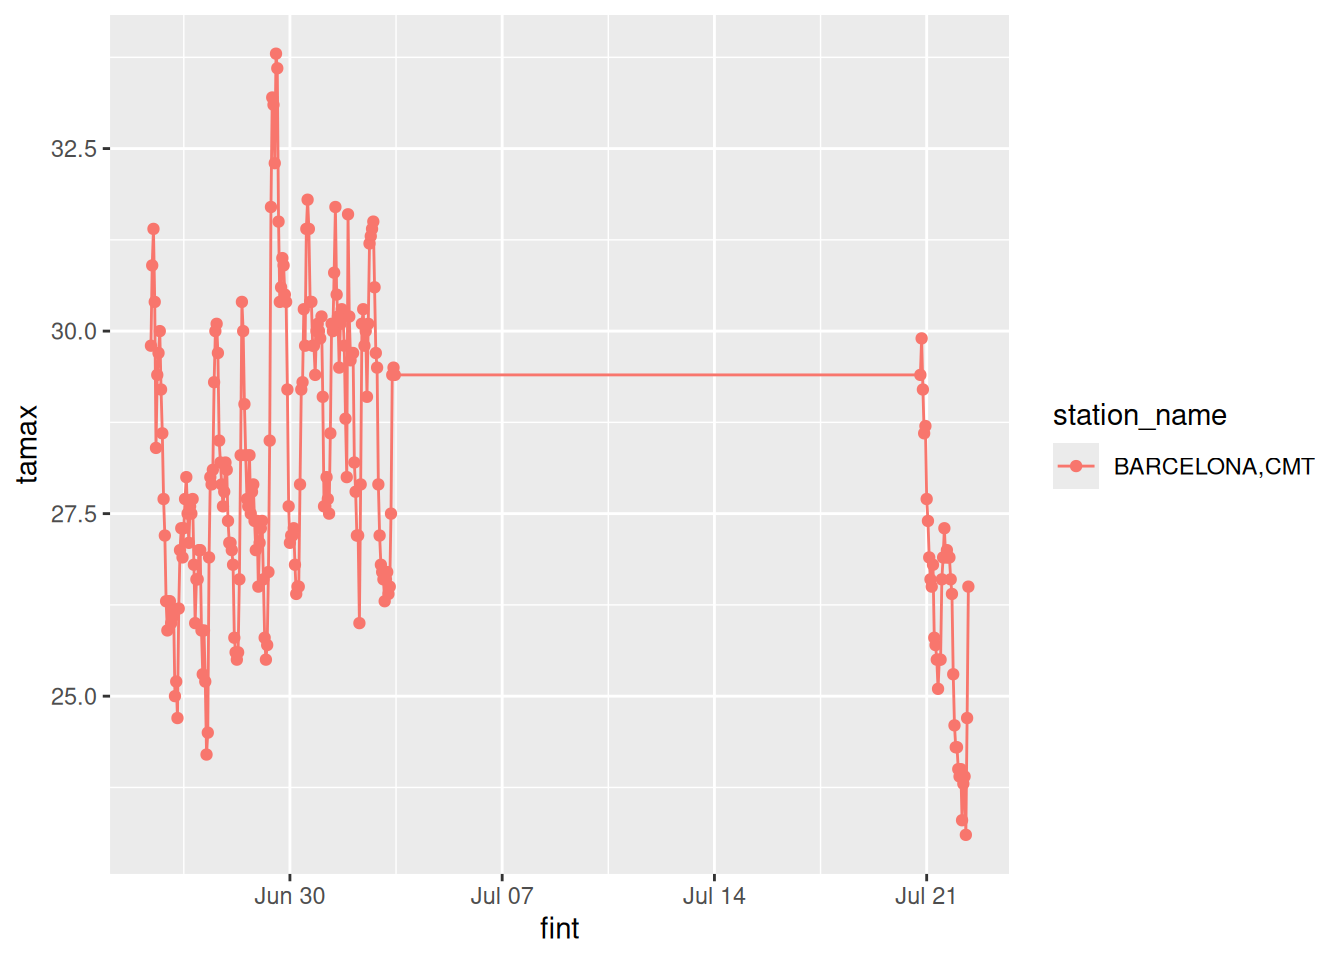 tamax
32.5
30.0
27.5
25.0
Jun 30
Jul 07
Jul 14
Jul 21
fint
station_name
BARCELONA,CMT